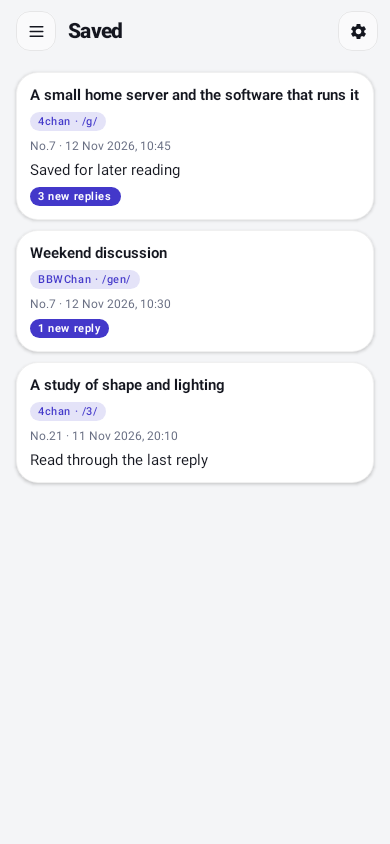 Saved
A small home server and the software that runs it
4chan · /g/
No.7 · 12 Nov 2026, 10:45
Saved for later reading
3 new replies
Weekend discussion
BBWChan · /gen/
No.7 · 12 Nov 2026, 10:30
1 new reply
A study of shape and lighting
4chan · /3/
No.21 · 11 Nov 2026, 20:10
Read through the last reply